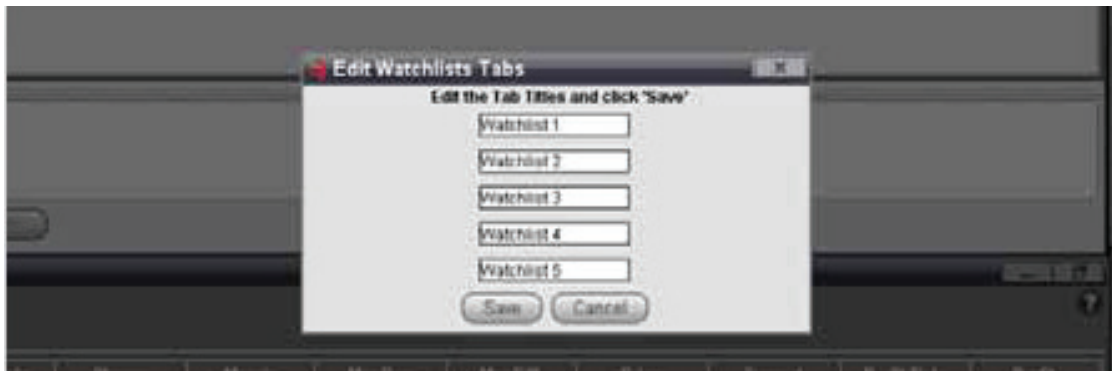 Edit Watchlists Tabs
X
Edit the Tab Titles and click 'Save'
Watchlist 1
Watchlist 2
Watchlist 3
Watchlist 4
Watchlist 5
Save Cancel
?